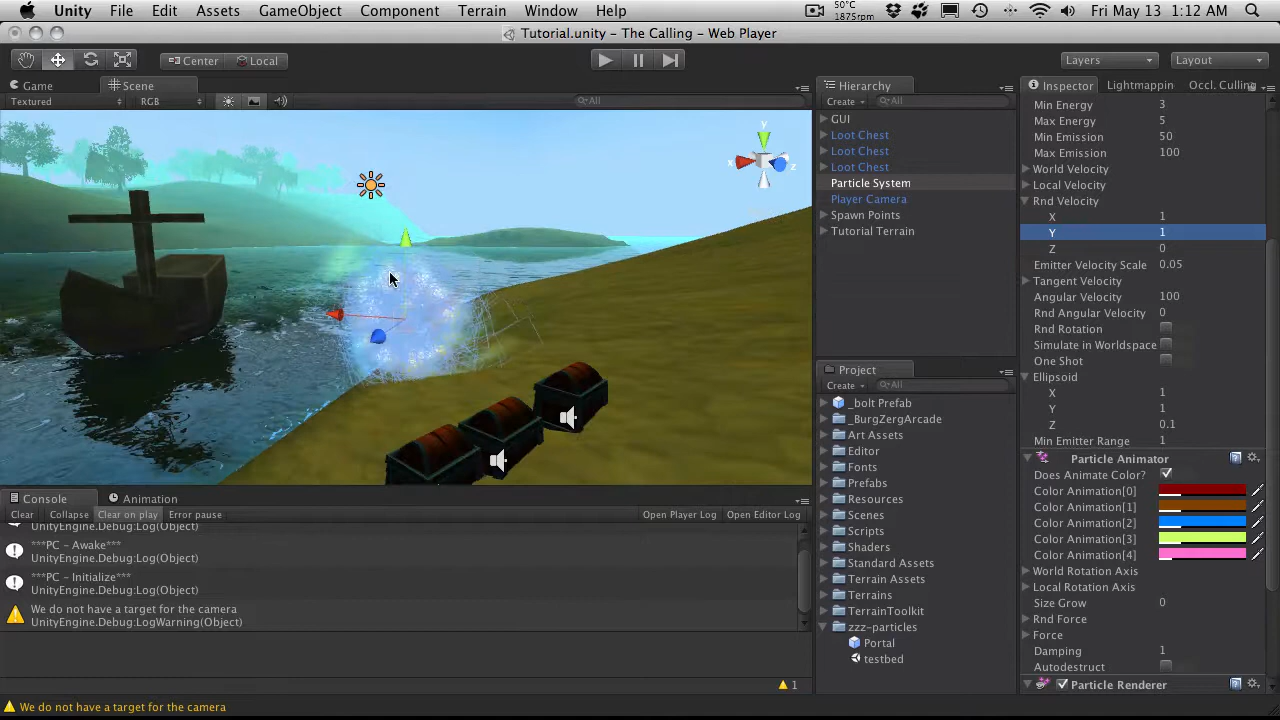 Unity File Edit Assets GameObject Component Terrain Window Help 50°C 1875rpm Fri May 13 1:12 AM
Tutorial.unity - The Calling - Web Player
Center Local Layers Layout
Game Scene
Textured RGB All
y
x
z
Hierarchy
Create All
GUI
Loot Chest
Loot Chest
Loot Chest
Particle System
Player Camera
Spawn Points
Tutorial Terrain
Project
Create All
_bolt Prefab
_BurgZergArcade
Art Assets
Editor
Fonts
Prefabs
Resources
Scenes
Scripts
Shaders
Standard Assets
Terrain Assets
Terrains
TerrainToolkit
zzz-particles
Portal
testbed
Inspector Lightmappin Occl. Culling
Min Energy 3
Max Energy 5
Min Emission 50
Max Emission 100
World Velocity
Local Velocity
Rnd Velocity
X 1
Y 1
Z 0
Emitter Velocity Scale 0.05
Tangent Velocity
Angular Velocity 100
Rnd Angular Velocity 0
Rnd Rotation
Simulate in Worldspace
One Shot
Ellipsoid
X 1
Y 1
Z 0.1
Min Emitter Range 1
Particle Animator
Does Animate Color?
Color Animation[0]
Color Animation[1]
Color Animation[2]
Color Animation[3]
Color Animation[4]
World Rotation Axis
Local Rotation Axis
Size Grow 0
Rnd Force
Force
Damping 1
Autodestruct
Particle Renderer
Console Animation
Clear Collapse Clear on play Error pause Open Player Log Open Editor Log
UnityEngine.Debug:Log(Object)
***PC - Awake***
UnityEngine.Debug:Log(Object)
***PC - Initialize***
UnityEngine.Debug:Log(Object)
We do not have a target for the camera
UnityEngine.Debug:LogWarning(Object)
1
We do not have a target for the camera